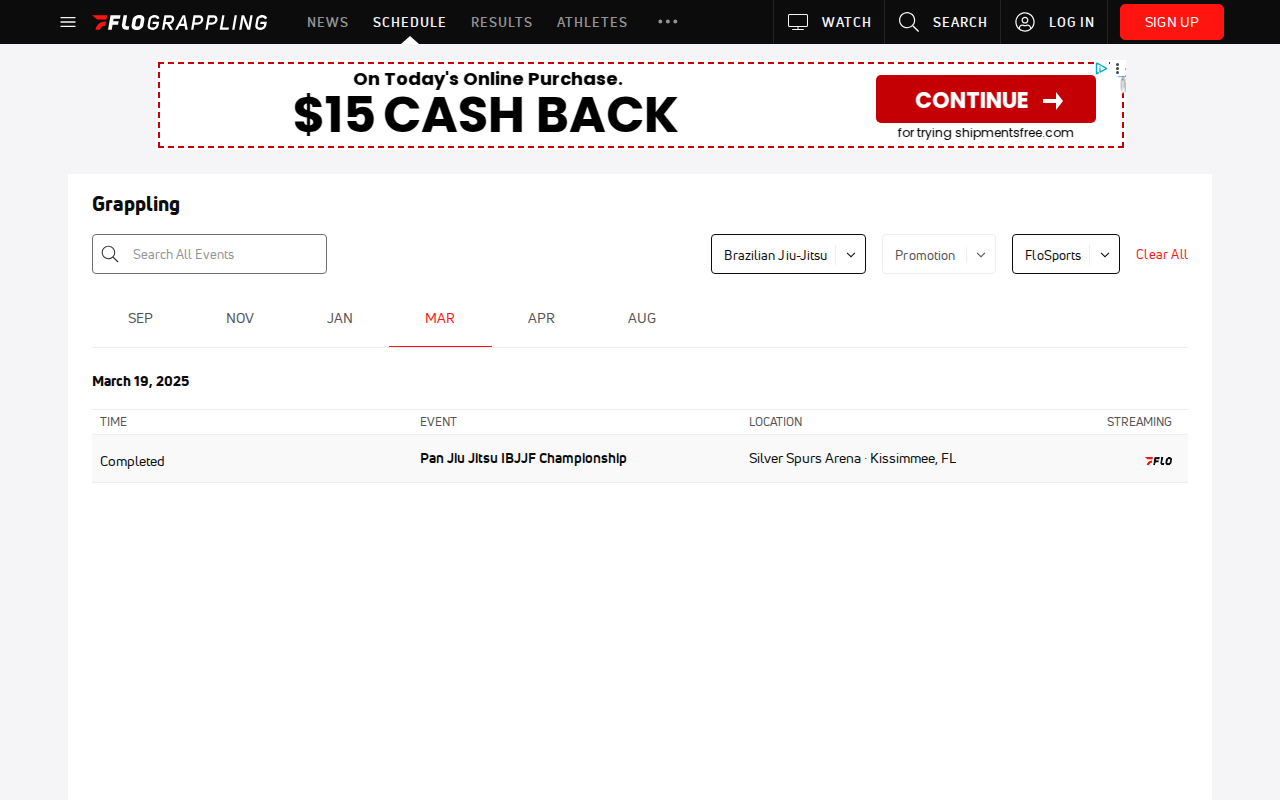 FLOGRAPPLING NEWS SCHEDULE RESULTS ATHLETES WATCH SEARCH LOG IN SIGN UP
On Today's Online Purchase.
$15 CASH BACK
CONTINUE
for trying shipmentsfree.com
Grappling
Search All Events Brazilian Jiu-Jitsu Promotion FloSports Clear All
SEP NOV JAN MAR APR AUG
March 19, 2025
TIME EVENT LOCATION STREAMING
Completed Pan Jiu Jitsu IBJJF Championship Silver Spurs Arena · Kissimmee, FL FLO